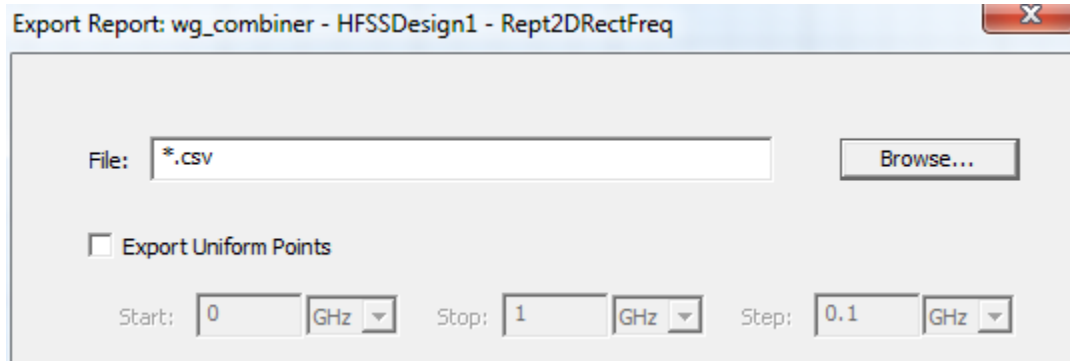 Export Report: wg_combiner - HFSSDesign1 - Rept2DRectFreq
File: *.csv Browse...
Export Uniform Points
Start: 0 GHz Stop: 1 GHz Step: 0.1 GHz